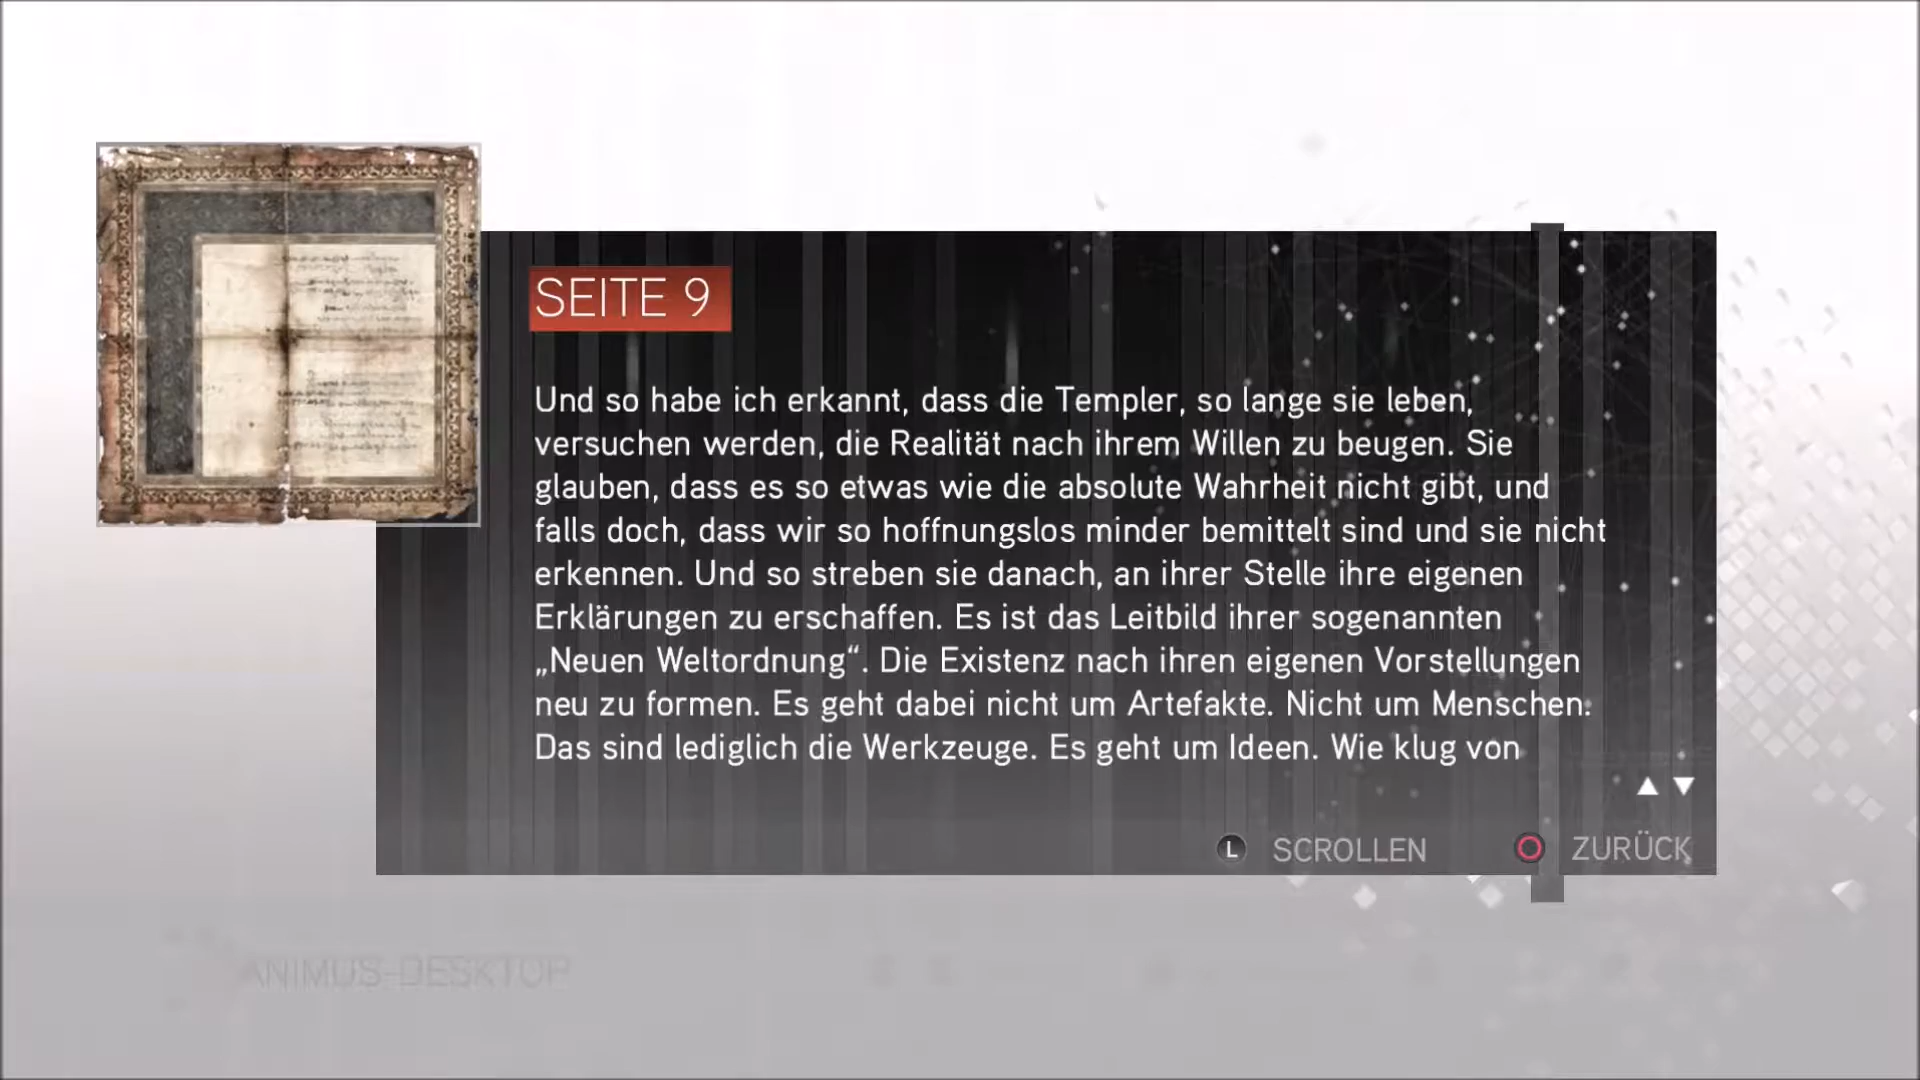 SEITE 9
Und so habe ich erkannt, dass die Templer, so lange sie leben,
versuchen werden, die Realität nach ihrem Willen zu beugen. Sie
glauben, dass es so etwas wie die absolute Wahrheit nicht gibt, und
falls doch, dass wir so hoffnungslos minder bemittelt sind und sie nicht
erkennen. Und so streben sie danach, an ihrer Stelle ihre eigenen
Erklärungen zu erschaffen. Es ist das Leitbild ihrer sogenannten
„Neuen Weltordnung“. Die Existenz nach ihren eigenen Vorstellungen
neu zu formen. Es geht dabei nicht um Artefakte. Nicht um Menschen.
Das sind lediglich die Werkzeuge. Es geht um Ideen. Wie klug von
L SCROLLEN ZURÜCK
ANIMUS-DESKTOP